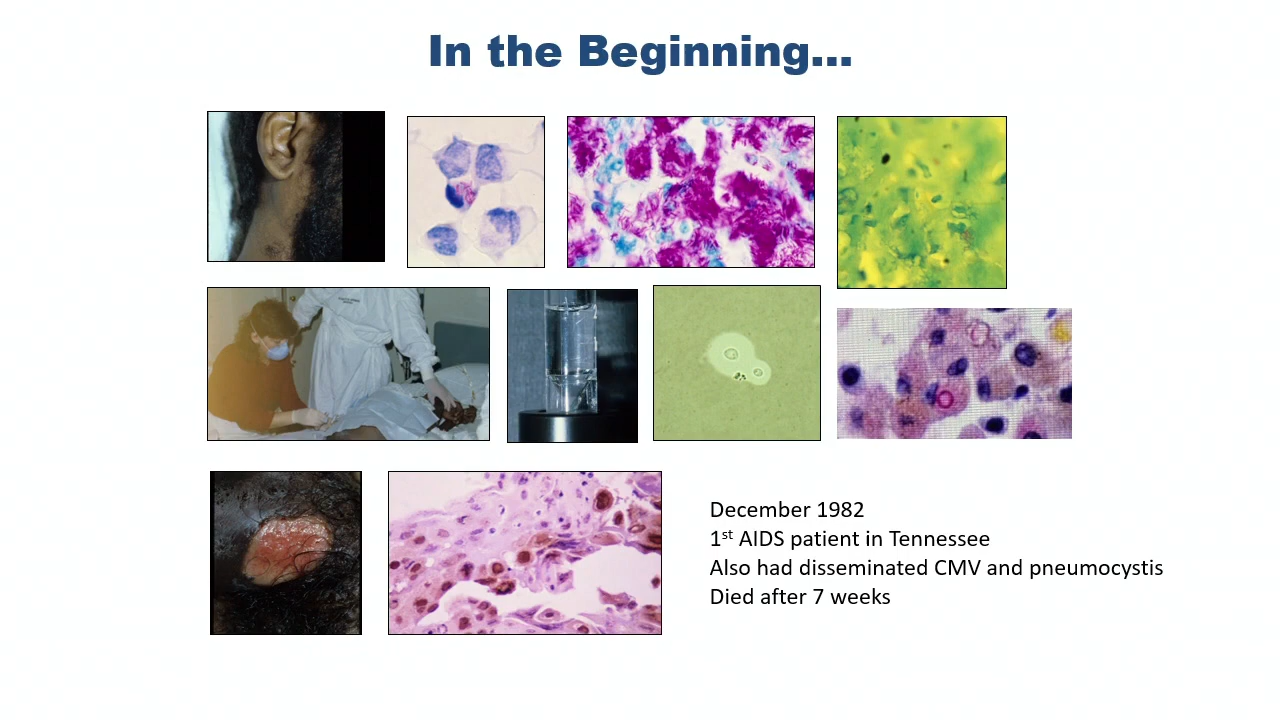 In the Beginning...
December 1982
1st AIDS patient in Tennessee
Also had disseminated CMV and pneumocystis
Died after 7 weeks